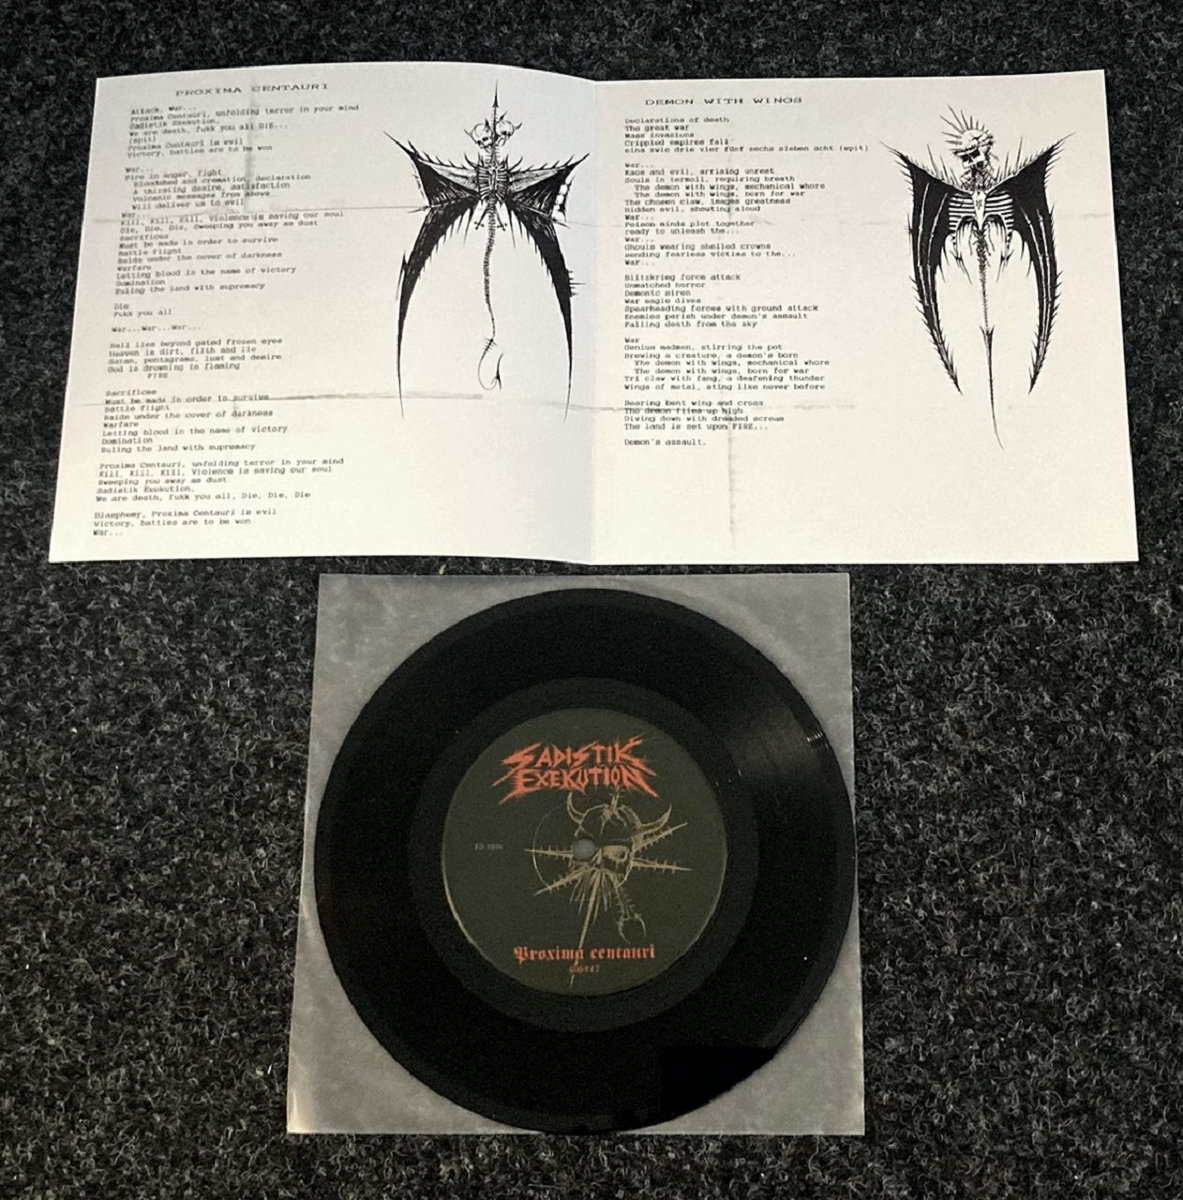 PROXIMA CENTAURI
Attack, War...
Proxima Centauri, unfolding terror in your mind
Sadistik Exekution,
We are death, fukk you all DIE...
(spit)
Proxima Centauri is evil
Victory, battles are to be won
War...
Fire in anger, fight
Bloodshed and cremation, declaration
A thirsting desire, satisfaction
Volcanic messages from above
Will deliver us to evil
War...
Kill, Kill, Kill, Violence is saving our soul
Die, Die, Die, Sweeping you away as dust
Sacrifices
Must be made in order to survive
Battle flight
Raids under the cover of darkness
Warfare
Letting blood in the name of victory
Domination
Ruling the land with supremacy
Die
Fukk you all
War...War...War...
Hell lies beyond gated frozen eyes
Heaven is dirt, filth and lie
Satan, pentagrams, lust and desire
God is drowning in flaming
FIRE
Sacrifices
Must be made in order to survive
Battle flight
Raids under the cover of darkness
Warfare
Letting blood in the name of victory
Domination
Ruling the land with supremacy
Proxima Centauri, unfolding terror in your mind
Kill, Kill, Kill, Violence is saving our soul
Sweeping you away as dust
Sadistik Exekution,
We are death, fukk you all, Die, Die, Die
Blasphemy, Proxima Centauri is evil
Victory, battles are to be won
War...
DEMON WITH WINGS
Declarations of death
The great war
Mass invasions
Crippled empires fall
eins zwie drie vier fünf sechs sieben acht (spit)
War...
Race and evil, arrising unrest
Souls in termoil, requiring breath
The demon with wings, mechanical whore
The demon with wings, born for war
The chosen claw, images greatness
Hidden evil, shouting aloud
War...
Poison minds plot together
ready to unleash the...
War...
Ghouls wearing shelled crowns
sending fearless victims to the...
War...
Blitzkrieg force attack
Unmatched horror
Demonic siren
War eagle dives
Spearheading forces with ground attack
Enemies perish under demon's assault
Falling death from the sky
War
Genius madmen, stirring the pot
Brewing a creature, a demon's born
The demon with wings, mechanical whore
The demon with wings, born for war
Tri claw with fang, a deafening thunder
Wings of metal, sting like never before
Bearing bent wing and cross
The demon flies up high
Diving down with dreaded scream
The land is set upon FIRE...
Demon's assault.
SADISTIK
EXEKUTION
Proxima centauri